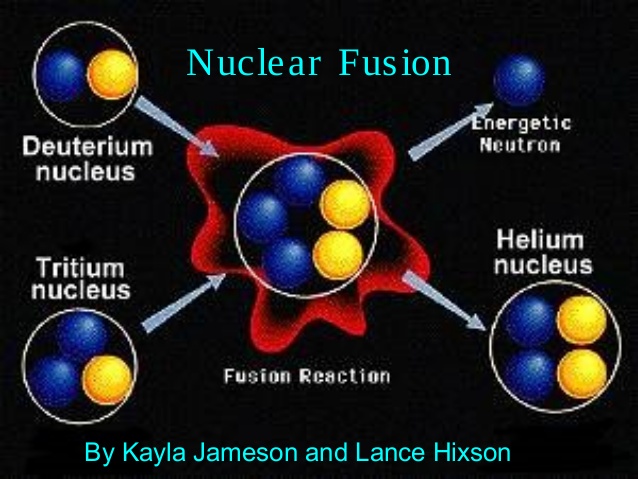 Nuclear Fusion
Deuterium
nucleus
Energetic
Neutron
Tritium
nucleus
Helium
nucleus
Fusion Reaction
By Kayla Jameson and Lance Hixson